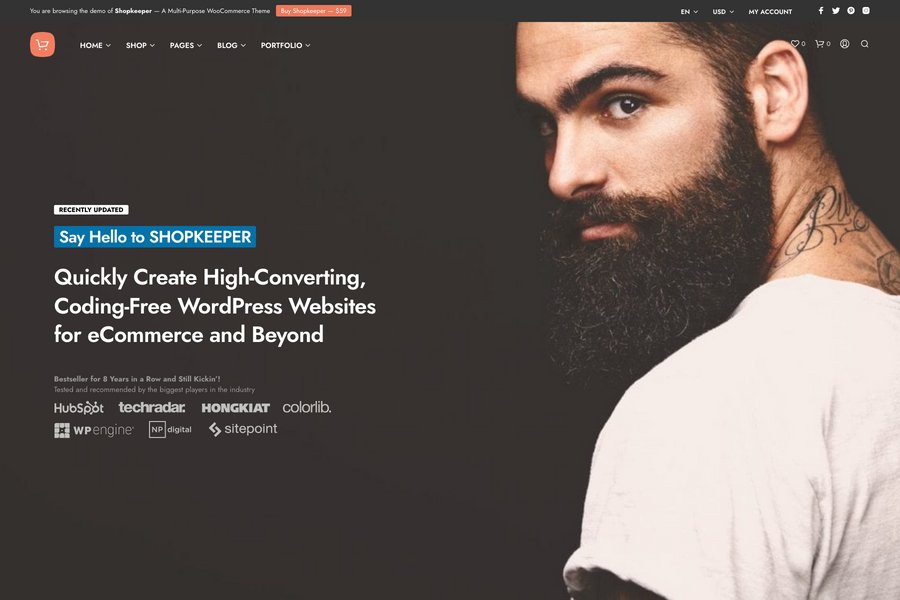 You are browsing the demo of Shopkeeper — A Multi-Purpose WooCommerce Theme Buy Shopkeeper — $59
EN USD MY ACCOUNT
HOME SHOP PAGES BLOG PORTFOLIO 0 0
RECENTLY UPDATED
Say Hello to SHOPKEEPER
Quickly Create High-Converting,
Coding-Free WordPress Websites
for eCommerce and Beyond
Bestseller for 8 Years in a Row and Still Kickin'!
Tested and recommended by the biggest players in the industry
HubSpot techradar. HONGKIAT colorlib.
WP engine NP digital sitepoint